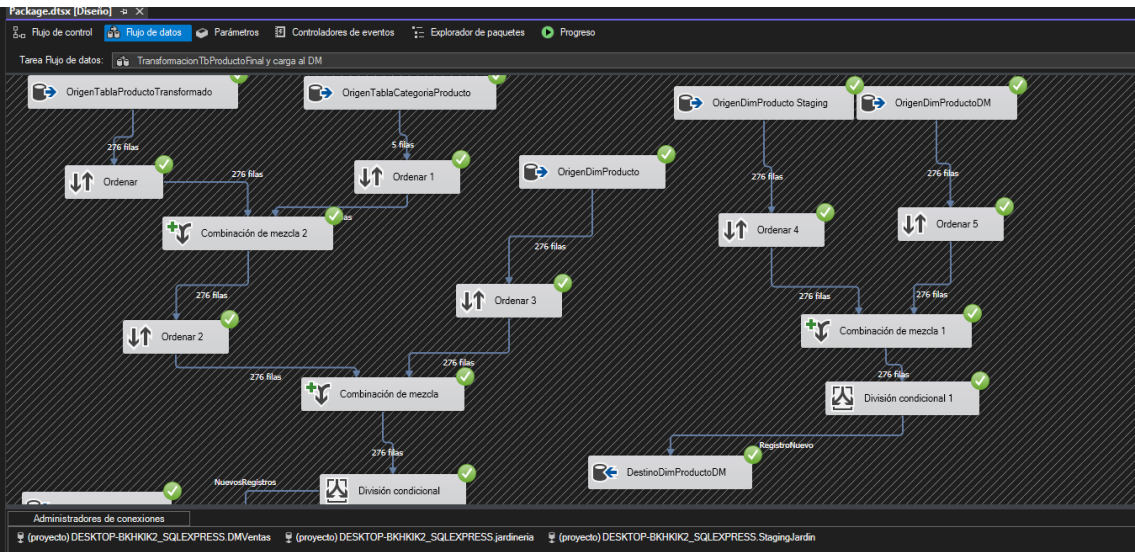 Package.dtsx [Diseño]
Flujo de control Flujo de datos Parámetros Controladores de eventos Explorador de paquetes Progreso
Tarea Flujo de datos: TransformacionTbProductoFinal y carga al DM
OrigenTablaProductoTransformado
OrigenTablaCategoriaProducto
OrigenDimProducto Staging
OrigenDimProductoDM
276 filas
5 filas
Ordenar
276 filas
Ordenar 1
OrigenDimProducto
276 filas
276 filas
Combinación de mezcla 2
as
Ordenar 4
Ordenar 5
276 filas
276 filas
Ordenar 3
276 filas
276 filas
Ordenar 2
Combinación de mezcla 1
276 filas
276 filas
276 filas
Combinación de mezcla
División condicional 1
276 filas
RegistroNuevo
DestinoDimProductoDM
NuevosRegistros
División condicional
Administradores de conexiones
(proyecto) DESKTOP-BKHKIK2_SQLEXPRESS.DMVentas (proyecto) DESKTOP-BKHKIK2_SQLEXPRESS.jardineria (proyecto) DESKTOP-BKHKIK2_SQLEXPRESS.StagingJardin